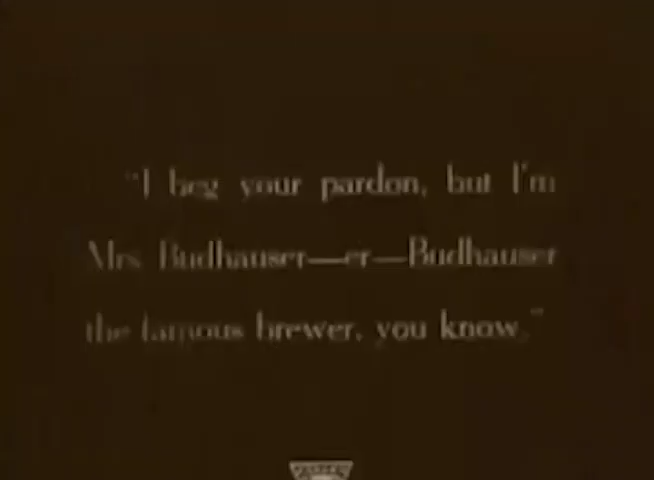 "I beg your pardon, but I'm
Mrs Budhauser—er—Budhauser
the famous brewer, you know."